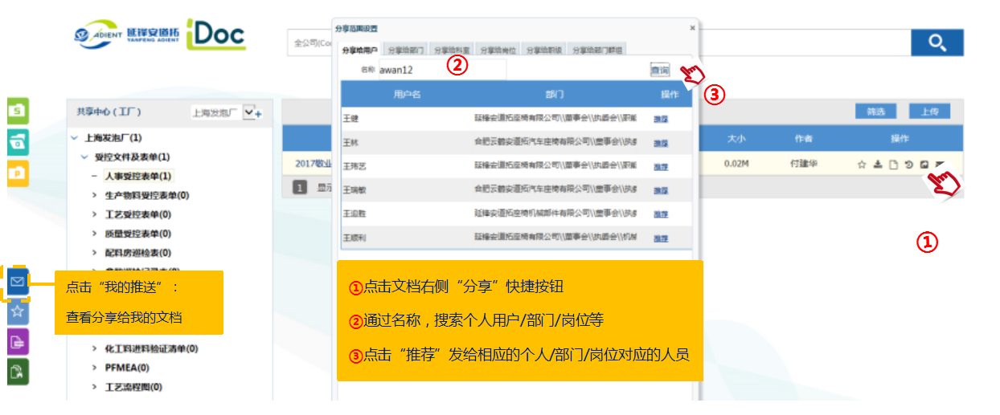 ADIENT 延锋安道拓 iDoc
YANFENG ADIENT
全公司(Co
分享范围设置 ×
分享给用户 分享给部门 分享给科室 分享给岗位 分享给职级 分享给部门群组
名称 awan12 ② 查询
③
用户名 部门 操作
王健 延锋安道拓座椅有限公司\\董事会\\执委会\\ 推荐
王林 合肥云鹤安道拓汽车座椅有限公司\\董事会\\执 推荐
王玮艺 延锋安道拓座椅有限公司\\董事会\\执委会\\ 推荐
王瑞敏 合肥云鹤安道拓汽车座椅有限公司\\董事会\\执 推荐
王迎胜 延锋安道拓座椅机械部件有限公司\\董事会\\执 推荐
王顺利 延锋安道拓座椅有限公司\\董事会\\执委会\\机械 推荐
共享中心 ( 工厂 ) 上海发泡厂
上海发泡厂(1)
受控文件及表单(1)
人事受控表单(1)
生产物料受控表单(0)
工艺受控表单(0)
质量受控表单(0)
配料房巡检表(0)
化工料进料验证清单(0)
PFMEA(0)
工艺流程图(0)
筛选 上传
大小 作者 操作
2017敬业 0.02M 付建华
1 显示
①
S
P
点击“我的推送”：
查看分享给我的文档
①点击文档右侧“分享”快捷按钮
②通过名称，搜索个人用户/部门/岗位等
③点击“推荐”发给相应的个人/部门/岗位对应的人员